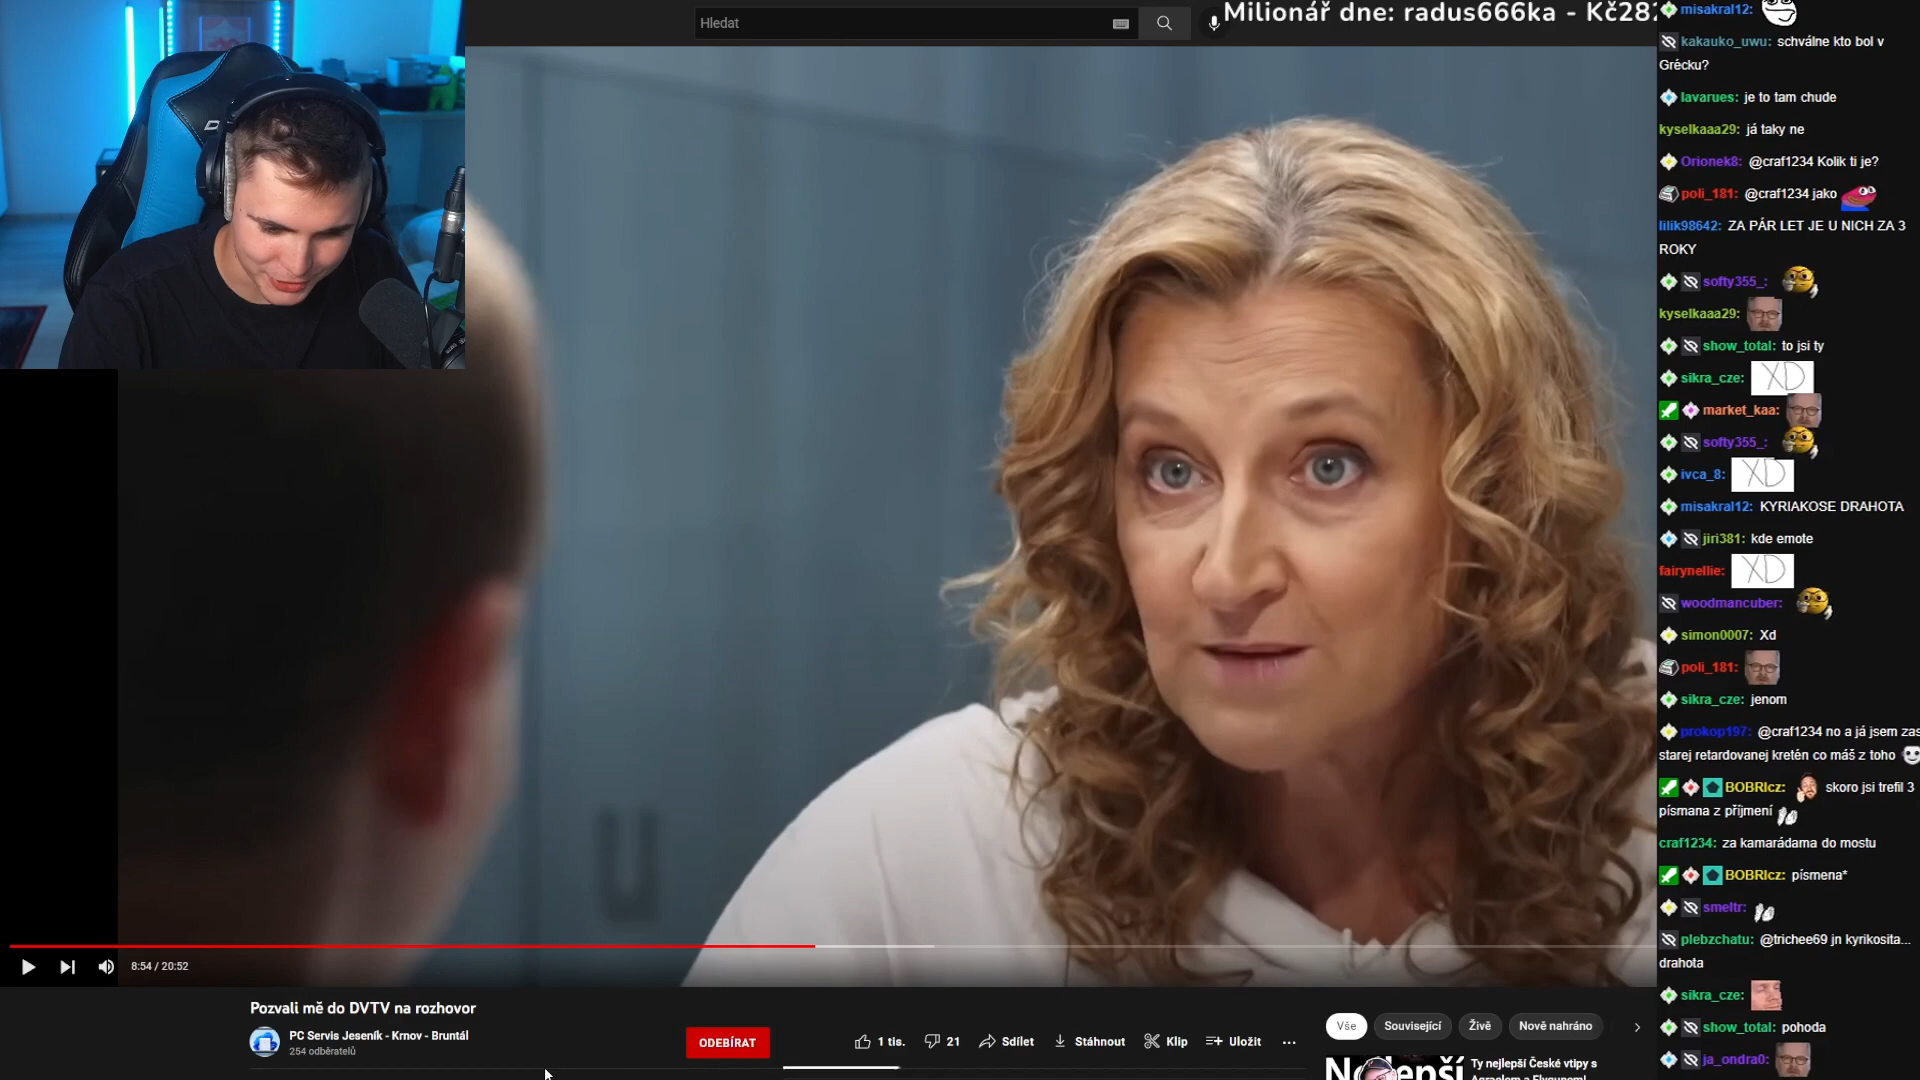 Hledat
Milionář dne: radus666ka - Kč282
misakral12:
kakauko_uwu: schválne kto bol v
Grécku?
lavarues: je to tam chude
kyselkaaa29: já taky ne
Orionek8: @craf1234 Kolik ti je?
poli_181: @craf1234 jako
lilik98642: ZA PÁR LET JE U NICH ZA 3
ROKY
softy355_:
kyselkaaa29:
show_total: to jsi ty
sikra_cze: XD
market_kaa:
softy355_:
ivca_8: XD
misakral12: KYRIAKOSE DRAHOTA
jiri381: kde emote
fairynellie: XD
woodmancuber:
simon0007: Xd
poli_181:
sikra_cze: jenom
prokop197: @craf1234 no a já jsem zas
starej retardovanej kretén co máš z toho
BOBRIcz: skoro jsi trefil 3
písmana z příjmení
craf1234: za kamarádama do mostu
BOBRIcz: písmena*
smeltr:
plebzchatu: @trichee69 jn kyrikosita...
drahota
sikra_cze:
show_total: pohoda
ja_ondra0:
U
8:54 / 20:52
Pozvali mě do DVTV na rozhovor
PC Servis Jeseník - Krnov - Bruntál
254 odběratelů
ODEBÍRAT
1 tis.
21
Sdílet
Stáhnout
Klip
Uložit
Vše
Související
Živě
Nově nahráno
Nejlepší
Ty nejlepší České vtipy s